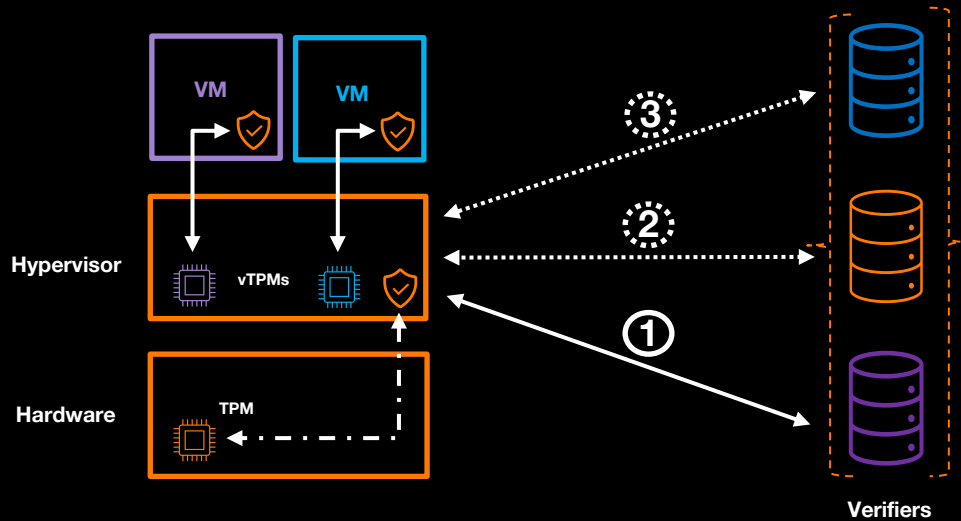 VM
VM
3
Hypervisor
vTPMs
2
1
Hardware
TPM
Verifiers